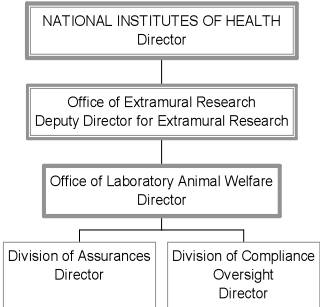 NATIONAL INSTITUTES OF HEALTH
Director
Office of Extramural Research
Deputy Director for Extramural Research
Office of Laboratory Animal Welfare
Director
Division of Assurances
Director
Division of Compliance
Oversight
Director